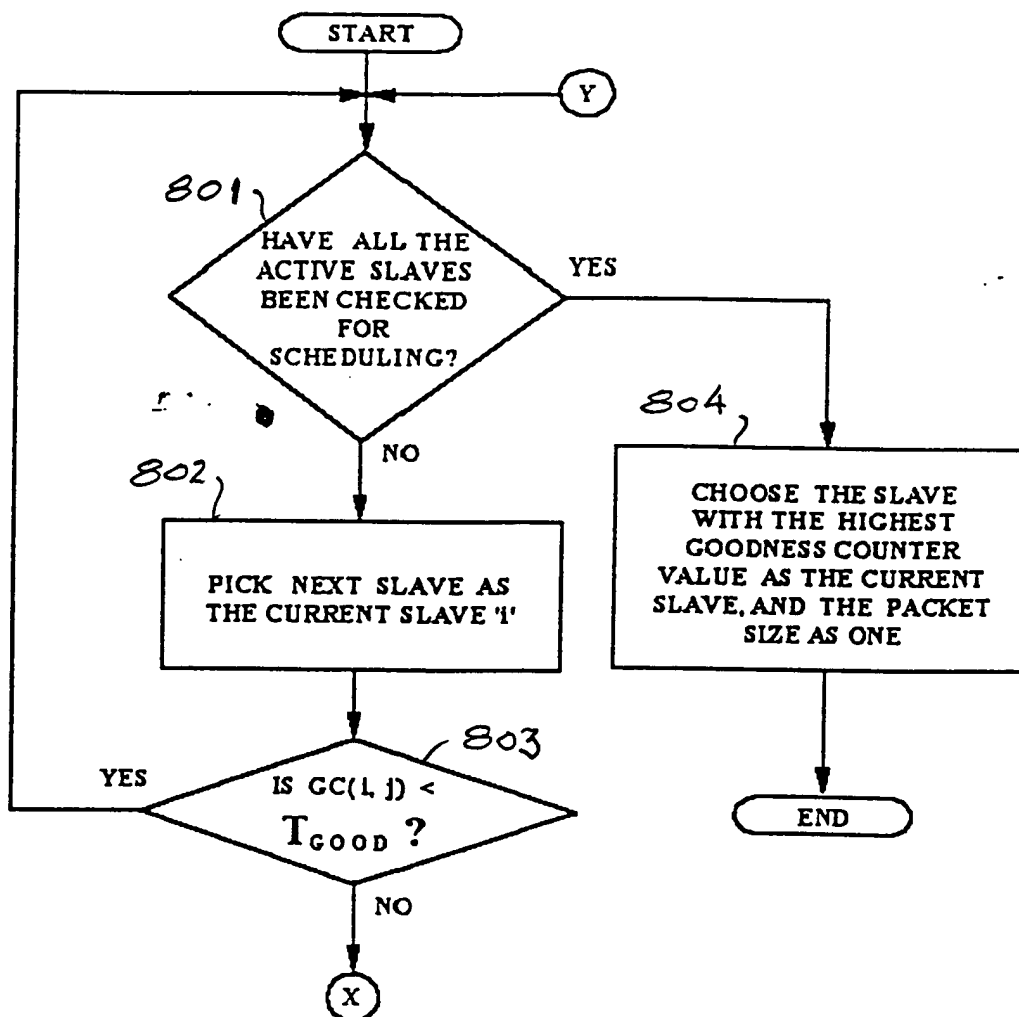 START
Y
801
HAVE ALL THE
ACTIVE SLAVES
BEEN CHECKED
FOR
SCHEDULING?
YES
NO
802
PICK NEXT SLAVE AS
THE CURRENT SLAVE 'i'
804
CHOOSE THE SLAVE
WITH THE HIGHEST
GOODNESS COUNTER
VALUE AS THE CURRENT
SLAVE, AND THE PACKET
SIZE AS ONE
803
YES
IS GC(i, j) <
TGOOD ?
NO
END
X